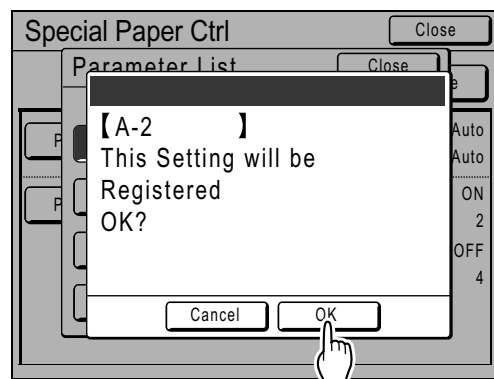 Special Paper Ctrl
Close
Parameter List
Close
e
【A-2 】
This Setting will be
Registered
OK?
P
Auto
Auto
P
ON
2
OFF
4
Cancel
OK